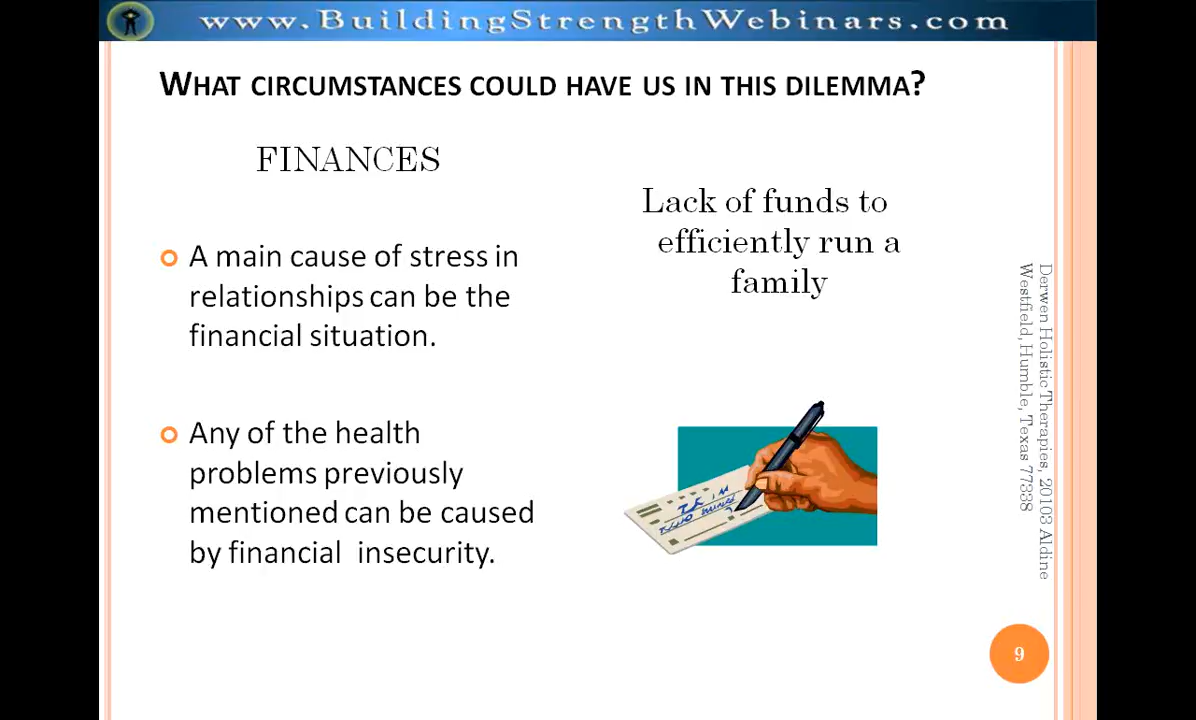 www.BuildingStrengthWebinars.com
WHAT CIRCUMSTANCES COULD HAVE US IN THIS DILEMMA?
FINANCES
A main cause of stress in
relationships can be the
financial situation.
Any of the health
problems previously
mentioned can be caused
by financial insecurity.
Lack of funds to
efficiently run a
family
Derwen Holistic Therapies, 20103 Aldine
Westfield, Humble, Texas 77338
9